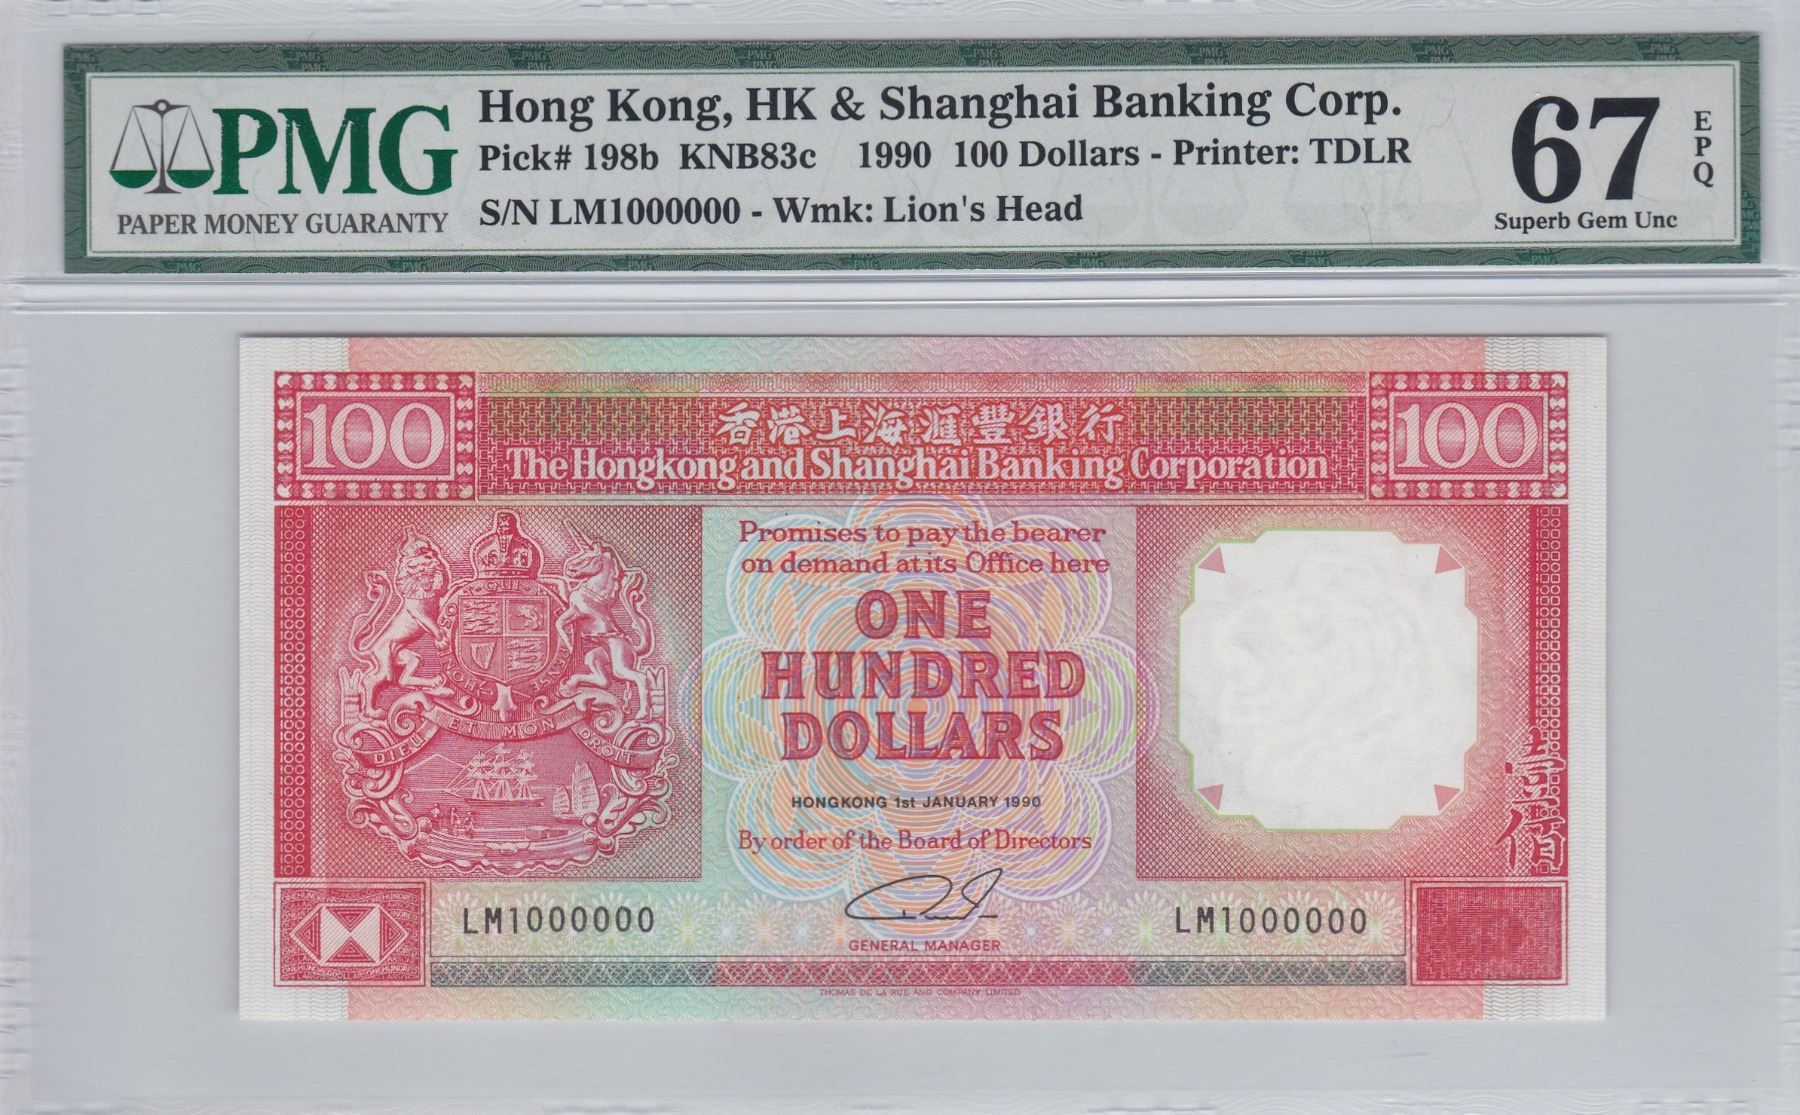 PMG
PAPER MONEY GUARANTY
Hong Kong, HK & Shanghai Banking Corp.
Pick# 198b KNB83c 1990 100 Dollars - Printer: TDLR
S/N LM1000000 - Wmk: Lion's Head
67
EPQ
Superb Gem Unc
100
香港上海滙豐銀行
100
The Hongkong and Shanghai Banking Corporation
Promises to pay the bearer
on demand at its Office here
ONE
HUNDRED
DOLLARS
HONGKONG 1st JANUARY 1990
By order of the Board of Directors
DIEU ET MON DROIT
壹佰
LM1000000
LM1000000
GENERAL MANAGER
THOMAS DE LA RUE AND COMPANY LIMITED